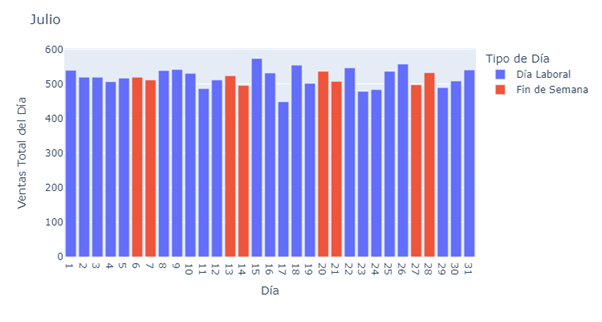 Julio
Tipo de Día
Día Laboral
Fin de Semana
Ventas Total del Día
600
500
400
300
200
100
0
1 2 3 4 5 6 7 8 9 10 11 12 13 14 15 16 17 18 19 20 21 22 23 24 25 26 27 28 29 30 31
Día